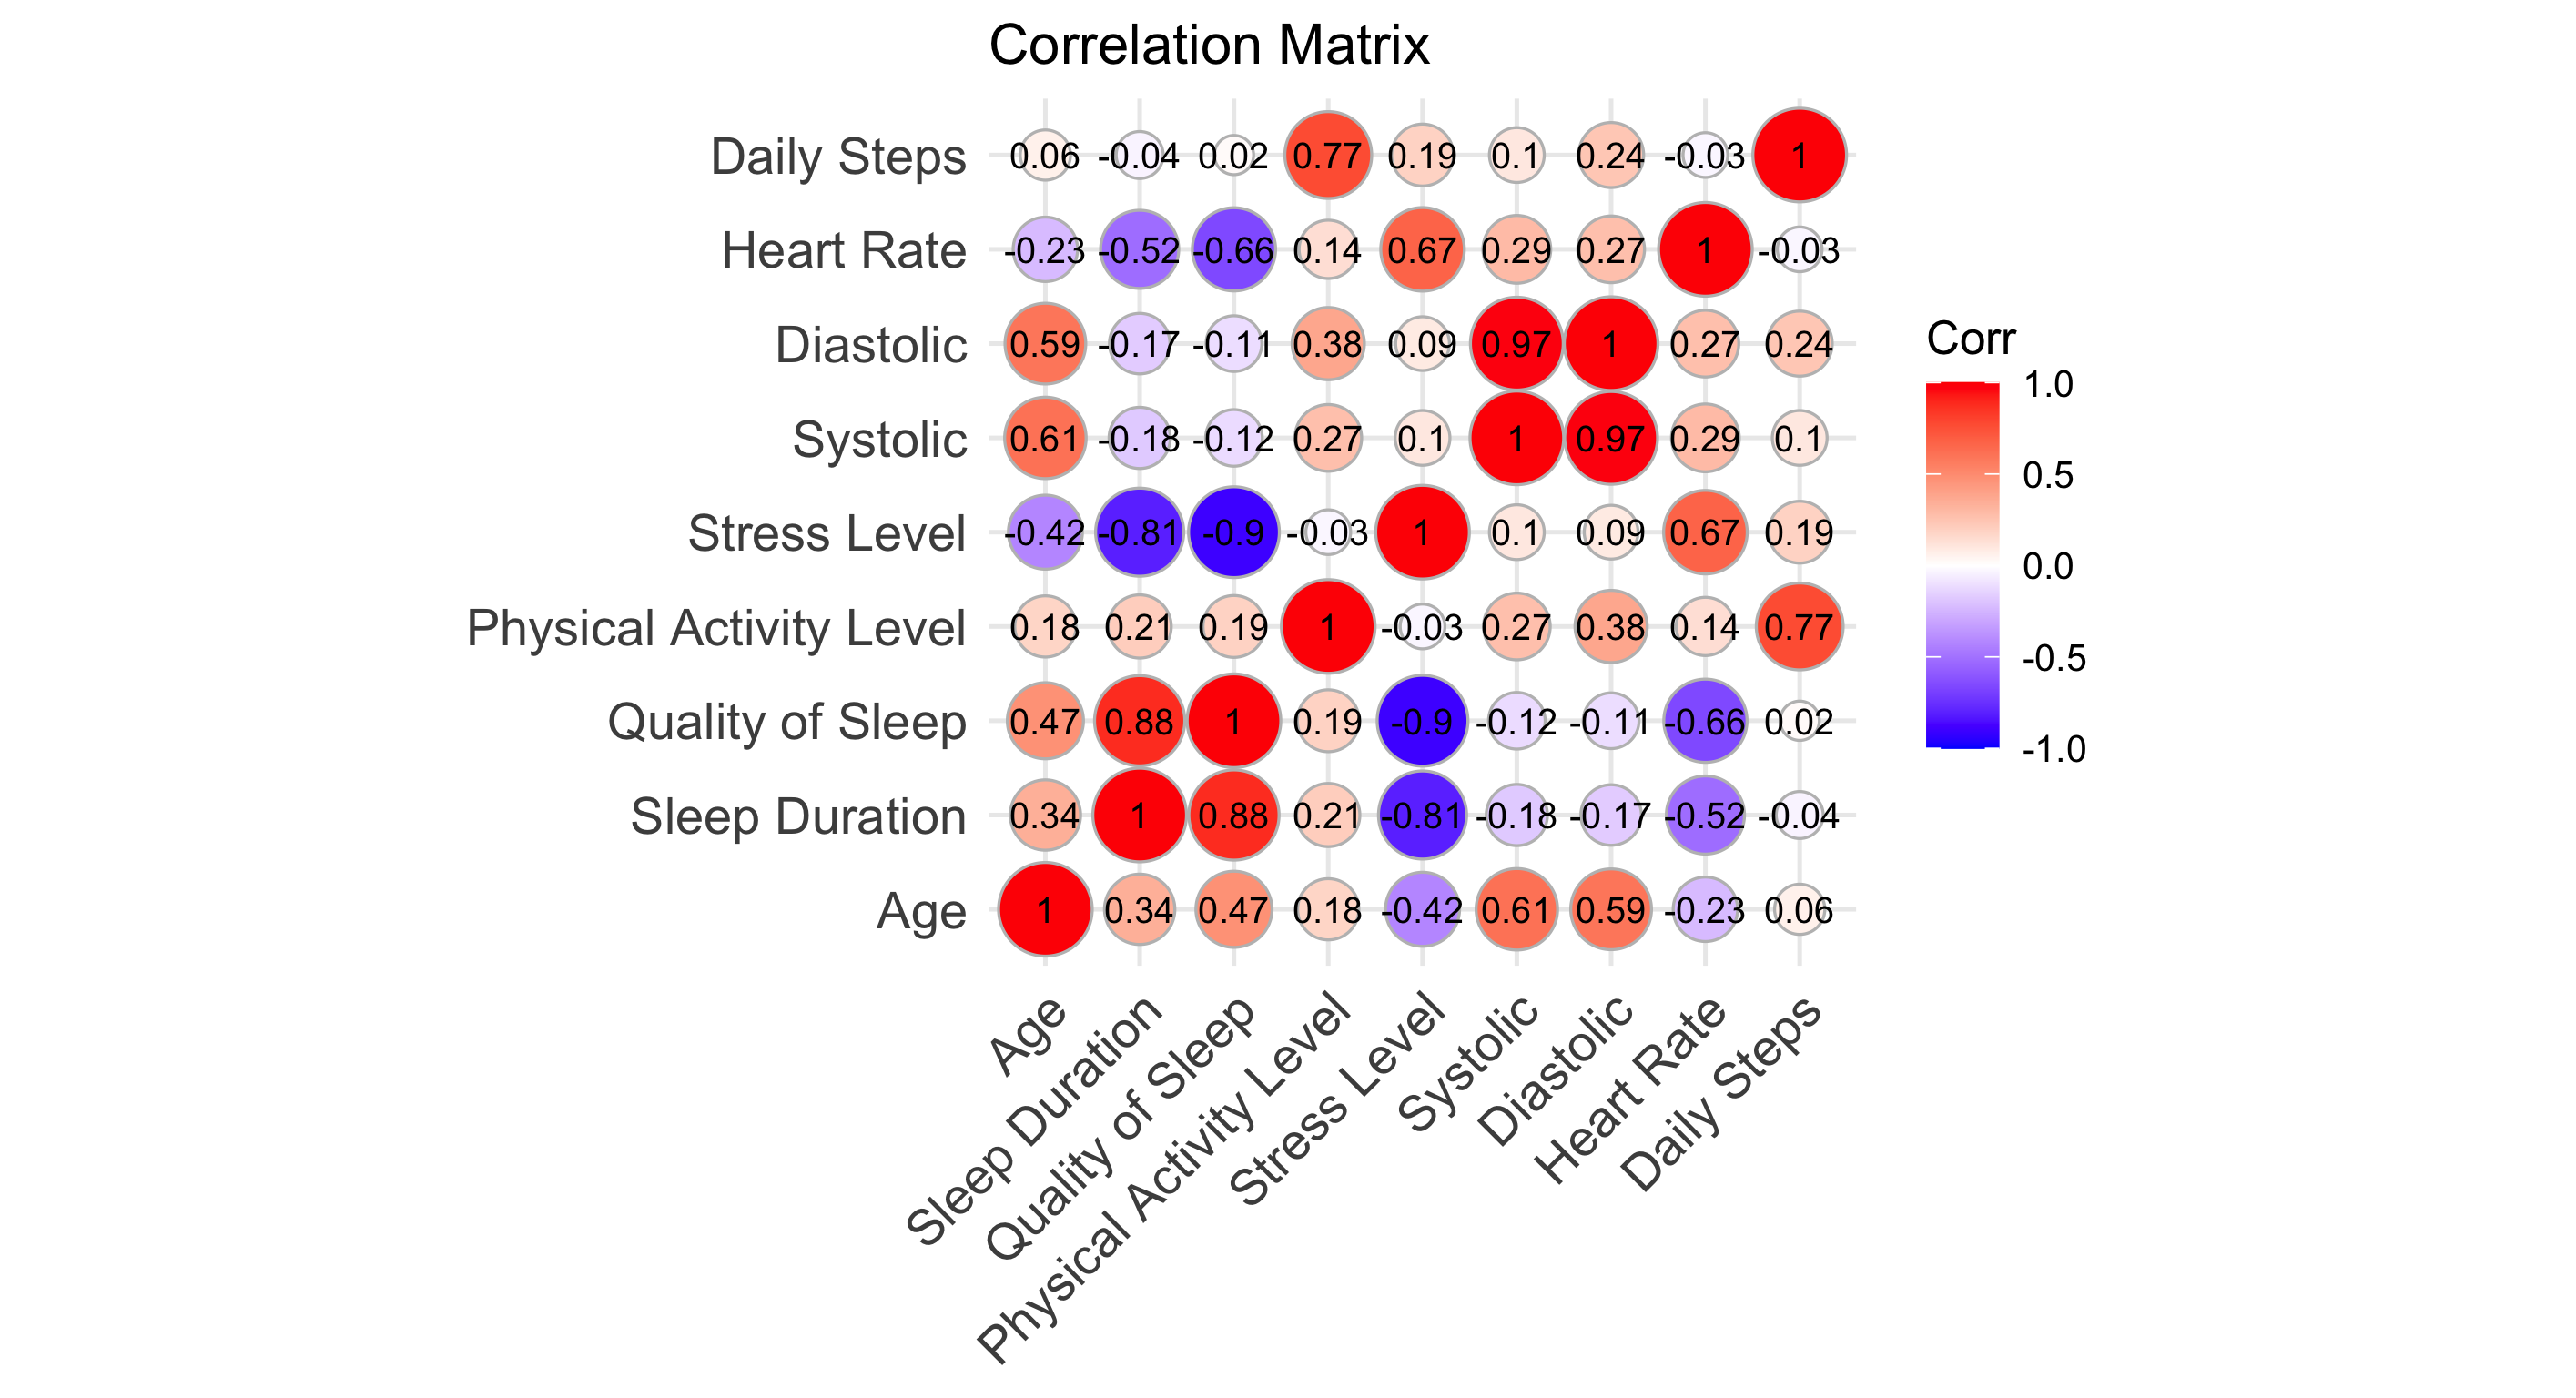 Correlation Matrix
Daily Steps 0.06 -0.04 0.02 0.77 0.19 0.1 0.24 -0.03 1
Heart Rate -0.23 -0.52 -0.66 0.14 0.67 0.29 0.27 1 -0.03
Diastolic 0.59 -0.17 -0.11 0.38 0.09 0.97 1 0.27 0.24
Systolic 0.61 -0.18 -0.12 0.27 0.1 1 0.97 0.29 0.1
Stress Level -0.42 -0.81 -0.9 -0.03 1 0.1 0.09 0.67 0.19
Physical Activity Level 0.18 0.21 0.19 1 -0.03 0.27 0.38 0.14 0.77
Quality of Sleep 0.47 0.88 1 0.19 -0.9 -0.12 -0.11 -0.66 0.02
Sleep Duration 0.34 1 0.88 0.21 -0.81 -0.18 -0.17 -0.52 -0.04
Age 1 0.34 0.47 0.18 -0.42 0.61 0.59 -0.23 0.06
Age
Sleep Duration
Quality of Sleep
Physical Activity Level
Stress Level
Systolic
Diastolic
Heart Rate
Daily Steps
Corr
1.0
0.5
0.0
-0.5
-1.0